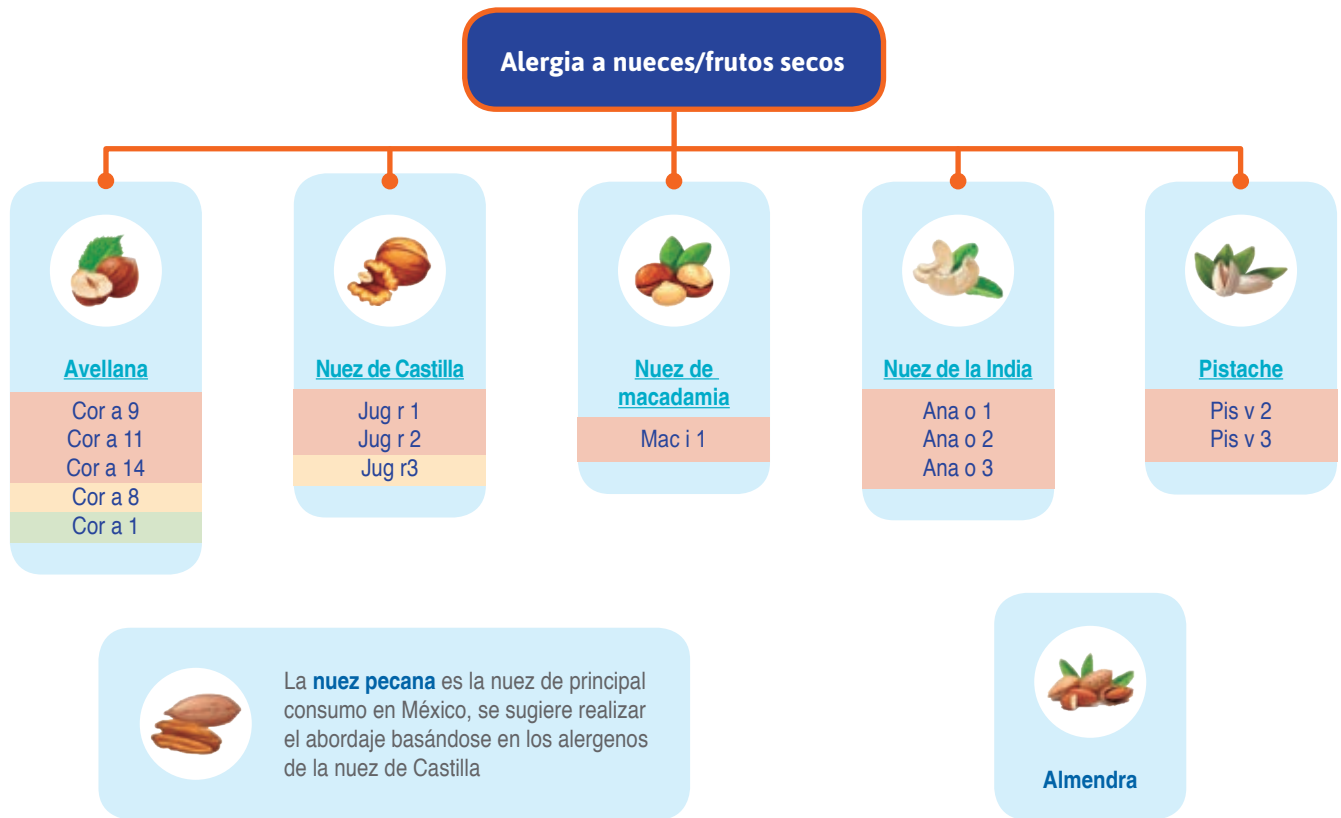 Alergia a nueces/frutos secos
Avellana
Cor a 9
Cor a 11
Cor a 14
Cor a 8
Cor a 1
Nuez de Castilla
Jug r 1
Jug r 2
Jug r3
Nuez de
macadamia
Mac i 1
Nuez de la India
Ana o 1
Ana o 2
Ana o 3
Pistache
Pis v 2
Pis v 3
La nuez pecana es la nuez de principal
consumo en México, se sugiere realizar
el abordaje basándose en los alergenos
de la nuez de Castilla
Almendra